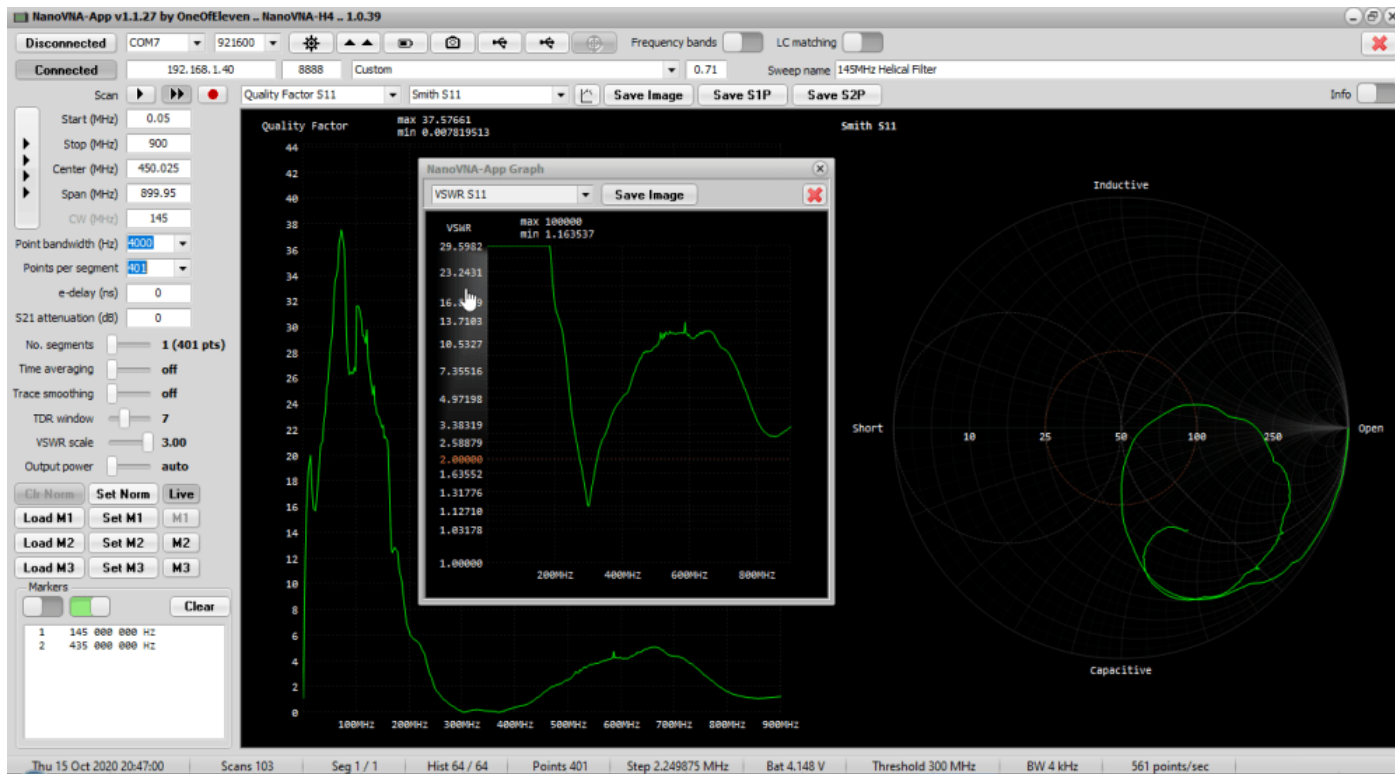 NanoVNA-App v1.1.27 by OneOfEleven .. NanoVNA-H4 .. 1.0.39
Disconnected COM7 921600 Frequency bands LC matching
Connected 192.168.1.40 8888 Custom 0.71 Sweep name 145MHz Helical Filter
Scan Quality Factor S11 Smith S11 Save Image Save S1P Save S2P Info
Start (MHz) 0.05
Stop (MHz) 900
Center (MHz) 450.025
Span (MHz) 899.95
CW (MHz) 145
Point bandwidth (Hz) 4000
Points per segment 401
e-delay (ns) 0
S21 attenuation (dB) 0
No. segments 1 (401 pts)
Time averaging off
Trace smoothing off
TDR window 7
VSWR scale 3.00
Output power auto
Clr Norm Set Norm Live
Load M1 Set M1 M1
Load M2 Set M2 M2
Load M3 Set M3 M3
Markers
Clear
1 145 000 000 Hz
2 435 000 000 Hz
Quality Factor
max 37.57661
min 0.007819513
44
42
40
38
36
34
32
30
28
26
24
22
20
18
16
14
12
10
8
6
4
2
0
100MHz 200MHz 300MHz 400MHz 500MHz 600MHz 700MHz 800MHz 900MHz
NanoVNA-App Graph
VSWR S11 Save Image
VSWR
max 100000
min 1.163537
29.5982
23.2431
13.7103
10.5327
7.35516
4.97198
3.38319
2.58879
2.00000
1.63552
1.31776
1.12710
1.03178
1.00000
200MHz 400MHz 600MHz 800MHz
Smith S11
Inductive
Short 10 25 50 100 250 Open
Capacitive
Thu 15 Oct 2020 20:47:00 Scans 103 Seg 1 / 1 Hist 64 / 64 Points 401 Step 2.249875 MHz Bat 4.148 V Threshold 300 MHz BW 4 kHz 561 points/sec